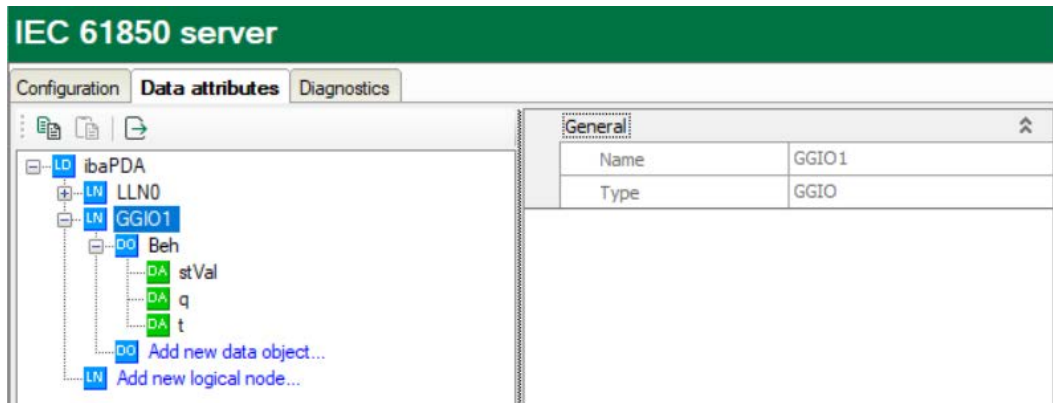 IEC 61850 server
Configuration Data attributes Diagnostics
LD ibaPDA
LN LLN0
LN GGIO1
DO Beh
DA stVal
DA q
DA t
DO Add new data object...
LN Add new logical node...
General
Name GGIO1
Type GGIO